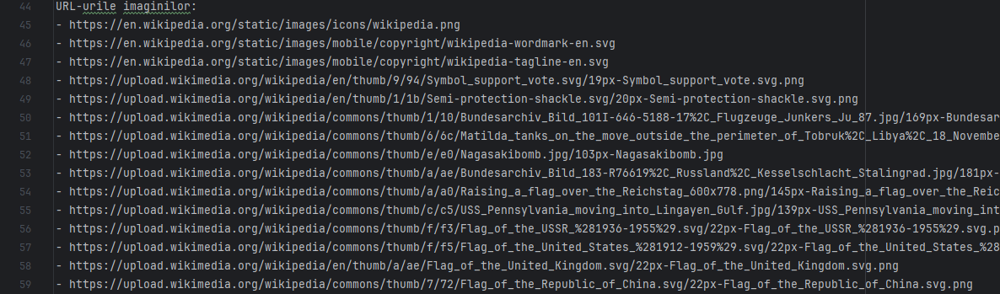 44 URL-urile imaginilor:
45 - https://en.wikipedia.org/static/images/icons/wikipedia.png
46 - https://en.wikipedia.org/static/images/mobile/copyright/wikipedia-wordmark-en.svg
47 - https://en.wikipedia.org/static/images/mobile/copyright/wikipedia-tagline-en.svg
48 - https://upload.wikimedia.org/wikipedia/en/thumb/9/94/Symbol_support_vote.svg/19px-Symbol_support_vote.svg.png
49 - https://upload.wikimedia.org/wikipedia/en/thumb/1/1b/Semi-protection-shackle.svg/20px-Semi-protection-shackle.svg.png
50 - https://upload.wikimedia.org/wikipedia/commons/thumb/1/10/Bundesarchiv_Bild_101I-646-5188-17%2C_Flugzeuge_Junkers_Ju_87.jpg/169px-Bundesar
51 - https://upload.wikimedia.org/wikipedia/commons/thumb/6/6c/Matilda_tanks_on_the_move_outside_the_perimeter_of_Tobruk%2C_Libya%2C_18_Novembe
52 - https://upload.wikimedia.org/wikipedia/commons/thumb/e/e0/Nagasakibomb.jpg/103px-Nagasakibomb.jpg
53 - https://upload.wikimedia.org/wikipedia/commons/thumb/a/ae/Bundesarchiv_Bild_183-R76619%2C_Russland%2C_Kesselschlacht_Stalingrad.jpg/181px-
54 - https://upload.wikimedia.org/wikipedia/commons/thumb/a/a0/Raising_a_flag_over_the_Reichstag_600x778.png/145px-Raising_a_flag_over_the_Reic
55 - https://upload.wikimedia.org/wikipedia/commons/thumb/c/c5/USS_Pennsylvania_moving_into_Lingayen_Gulf.jpg/139px-USS_Pennsylvania_moving_int
56 - https://upload.wikimedia.org/wikipedia/commons/thumb/f/f3/Flag_of_the_USSR_%281936-1955%29.svg/22px-Flag_of_the_USSR_%281936-1955%29.svg.p
57 - https://upload.wikimedia.org/wikipedia/commons/thumb/f/f5/Flag_of_the_United_States_%281912-1959%29.svg/22px-Flag_of_the_United_States_%28
58 - https://upload.wikimedia.org/wikipedia/en/thumb/a/ae/Flag_of_the_United_Kingdom.svg/22px-Flag_of_the_United_Kingdom.svg.png
59 - https://upload.wikimedia.org/wikipedia/commons/thumb/7/72/Flag_of_the_Republic_of_China.svg/22px-Flag_of_the_Republic_of_China.svg.png